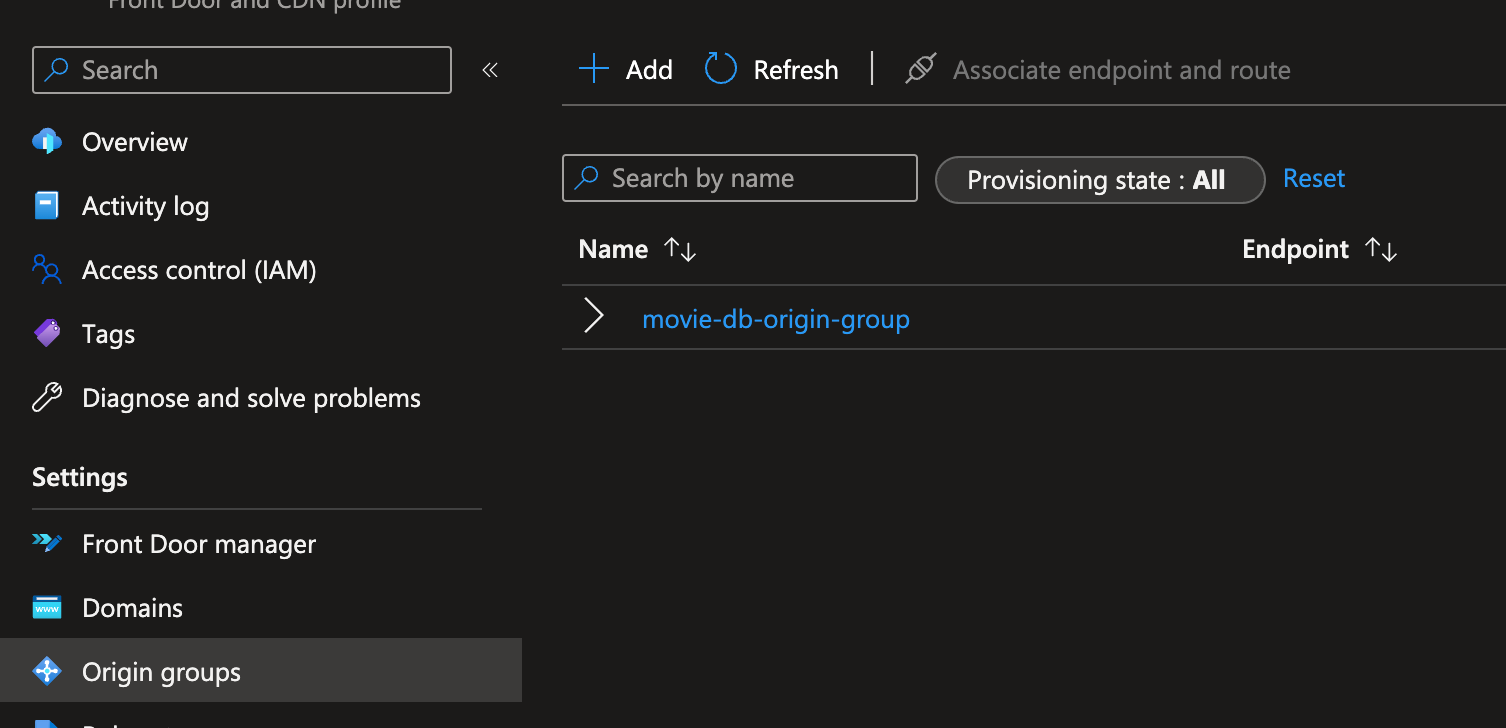 Front Door and CDN profile
Search
Overview
Activity log
Access control (IAM)
Tags
Diagnose and solve problems
Settings
Front Door manager
Domains
Origin groups
Add
Refresh
Associate endpoint and route
Search by name
Provisioning state : All
Reset
Name
Endpoint
movie-db-origin-group